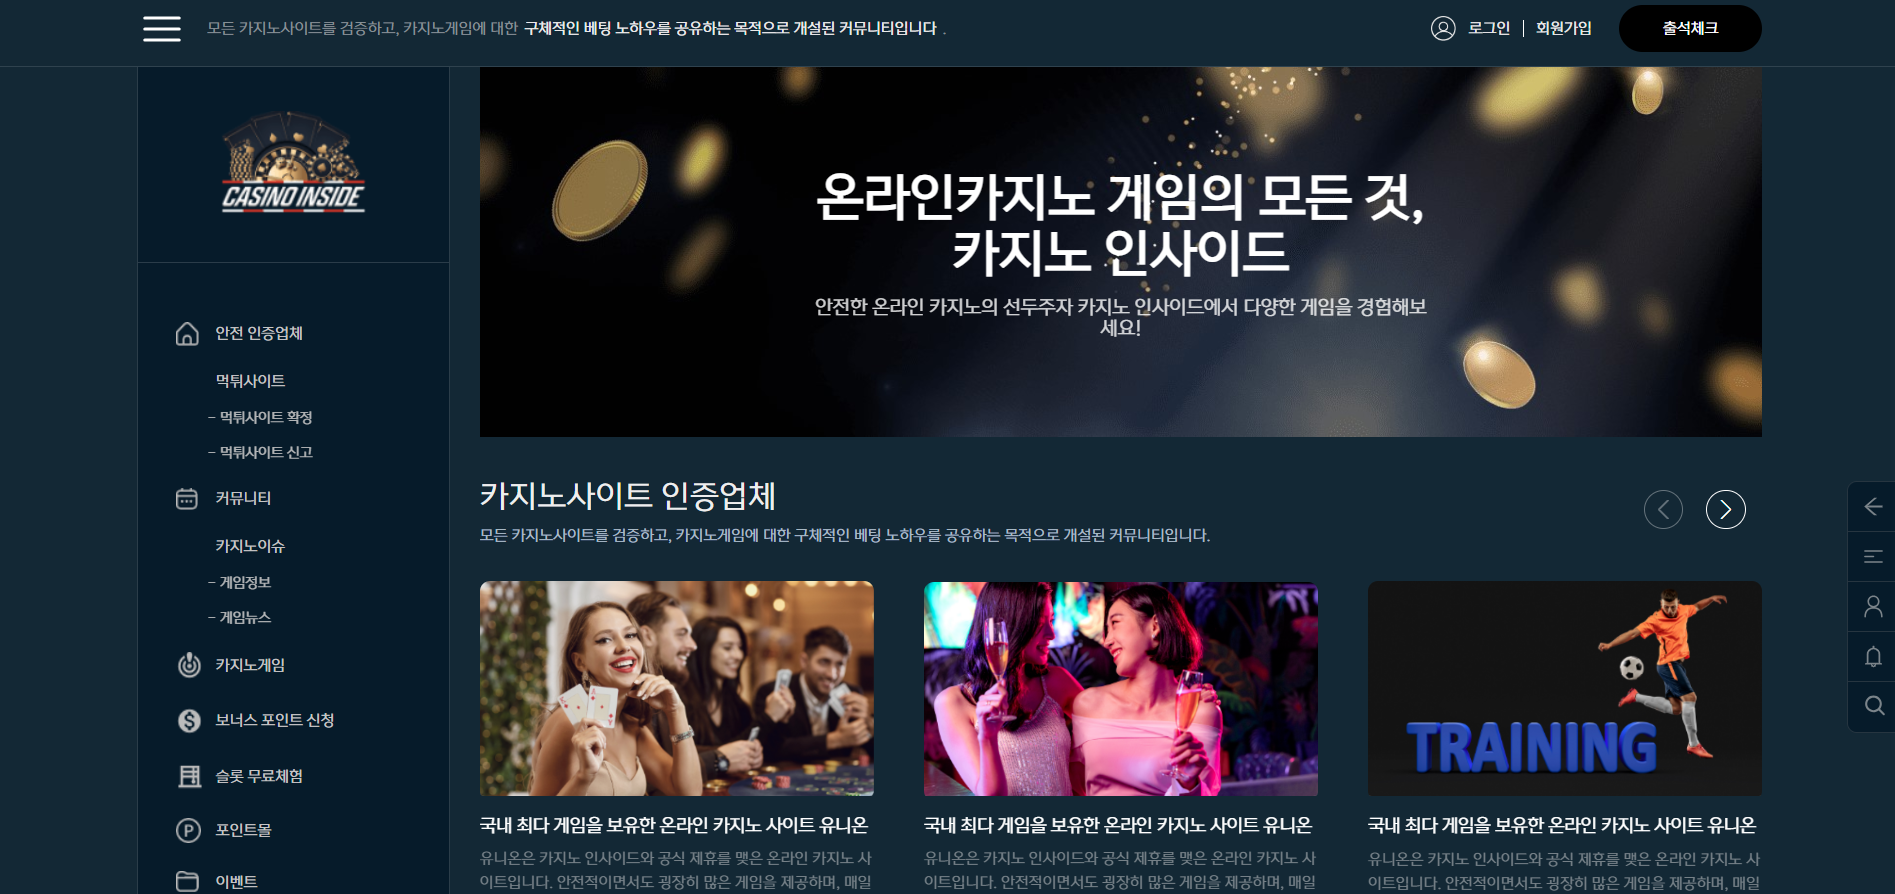 모든 카지노사이트를 검증하고, 카지노게임에 대한 구체적인 베팅 노하우를 공유하는 목적으로 개설된 커뮤니티입니다 .
로그인
회원가입
출석체크
CASINO INSIDE
안전 인증업체
먹튀사이트
- 먹튀사이트 확정
- 먹튀사이트 신고
커뮤니티
카지노이슈
- 게임정보
- 게임뉴스
카지노게임
보너스 포인트 신청
슬롯 무료체험
포인트몰
이벤트
온라인카지노 게임의 모든 것,
카지노 인사이드
안전한 온라인 카지노의 선두주자 카지노 인사이드에서 다양한 게임을 경험해보
세요!
카지노사이트 인증업체
모든 카지노사이트를 검증하고, 카지노게임에 대한 구체적인 베팅 노하우를 공유하는 목적으로 개설된 커뮤니티입니다.
국내 최다 게임을 보유한 온라인 카지노 사이트 유니온
유니온은 카지노 인사이드와 공식 제휴를 맺은 온라인 카지노 사
이트입니다. 안전적이면서도 굉장히 많은 게임을 제공하며, 매일
국내 최다 게임을 보유한 온라인 카지노 사이트 유니온
유니온은 카지노 인사이드와 공식 제휴를 맺은 온라인 카지노 사
이트입니다. 안전적이면서도 굉장히 많은 게임을 제공하며, 매일
TRAINING
국내 최다 게임을 보유한 온라인 카지노 사이트 유니온
유니온은 카지노 인사이드와 공식 제휴를 맺은 온라인 카지노 사
이트입니다. 안전적이면서도 굉장히 많은 게임을 제공하며, 매일